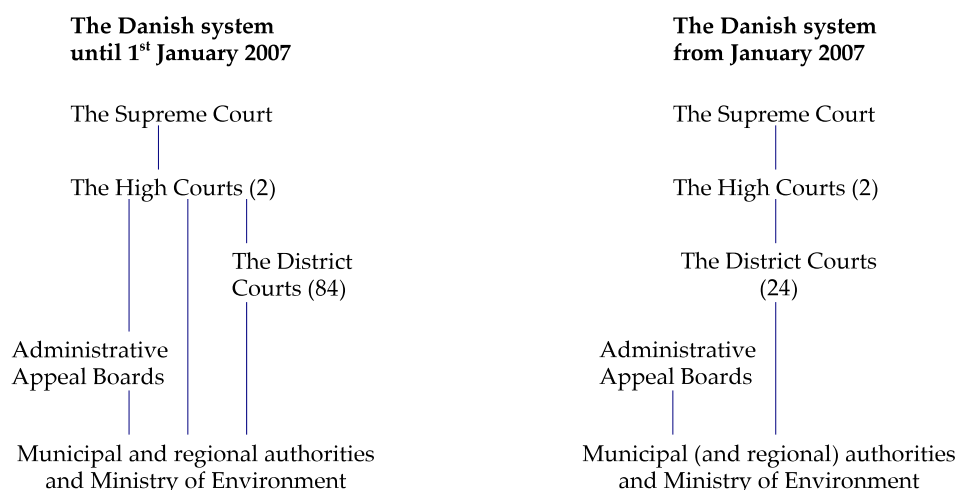 The Danish system
until 1st January 2007
The Supreme Court
The High Courts (2)
The District
Courts (84)
Administrative
Appeal Boards
Municipal and regional authorities
and Ministry of Environment
The Danish system
from January 2007
The Supreme Court
The High Courts (2)
The District Courts
(24)
Administrative
Appeal Boards
Municipal (and regional) authorities
and Ministry of Environment